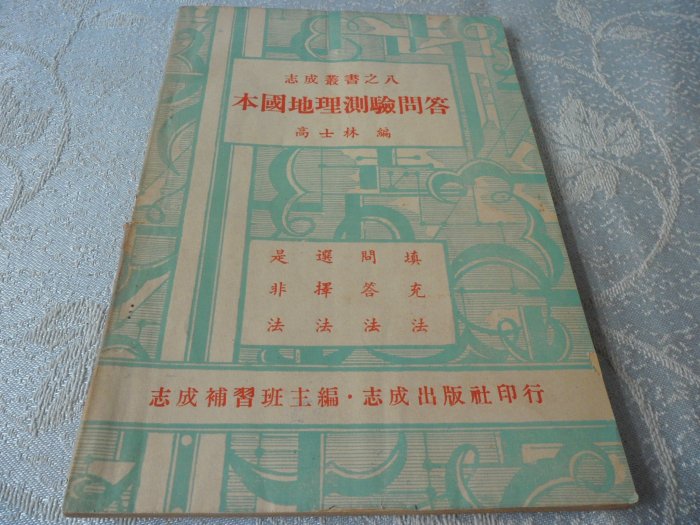 志成叢書之八
本國地理測驗問答
高士林 編
填充法
問答法
選擇法
是非法
志成補習班主編·志成出版社印行